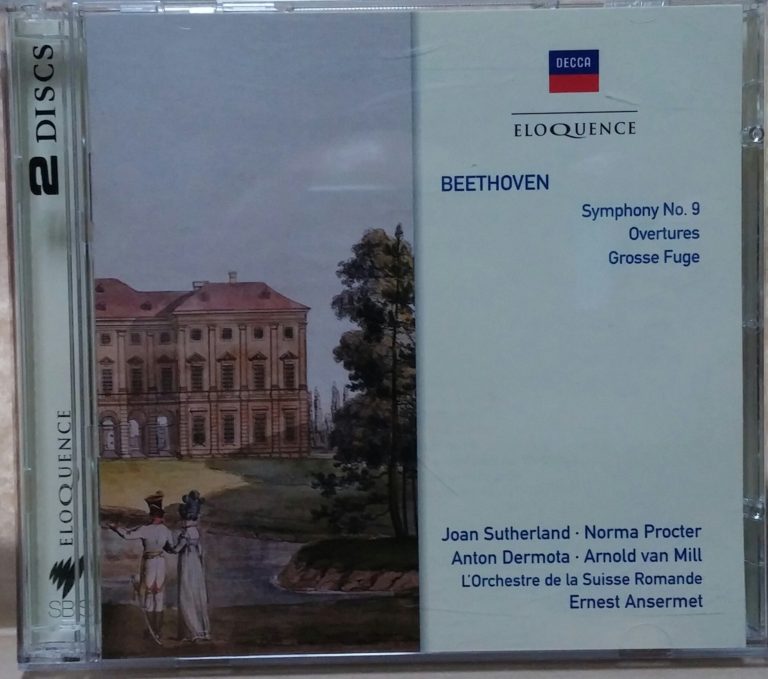 2 DISCS
ELOQUENCE
SBS
DECCA
ELOQUENCE
BEETHOVEN
Symphony No. 9
Overtures
Grosse Fuge
Joan Sutherland · Norma Procter
Anton Dermota · Arnold van Mill
L'Orchestre de la Suisse Romande
Ernest Ansermet